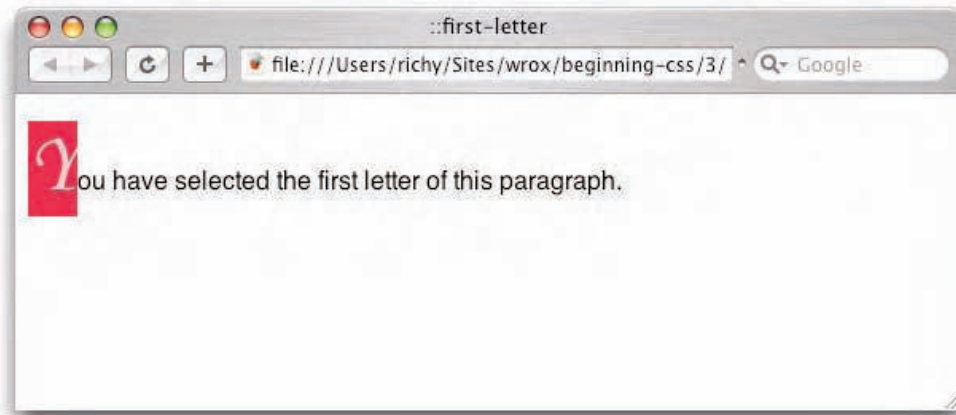 ::first-letter
file:///Users/richy/Sites/wrox/beginning-css/3/
Google
You have selected the first letter of this paragraph.